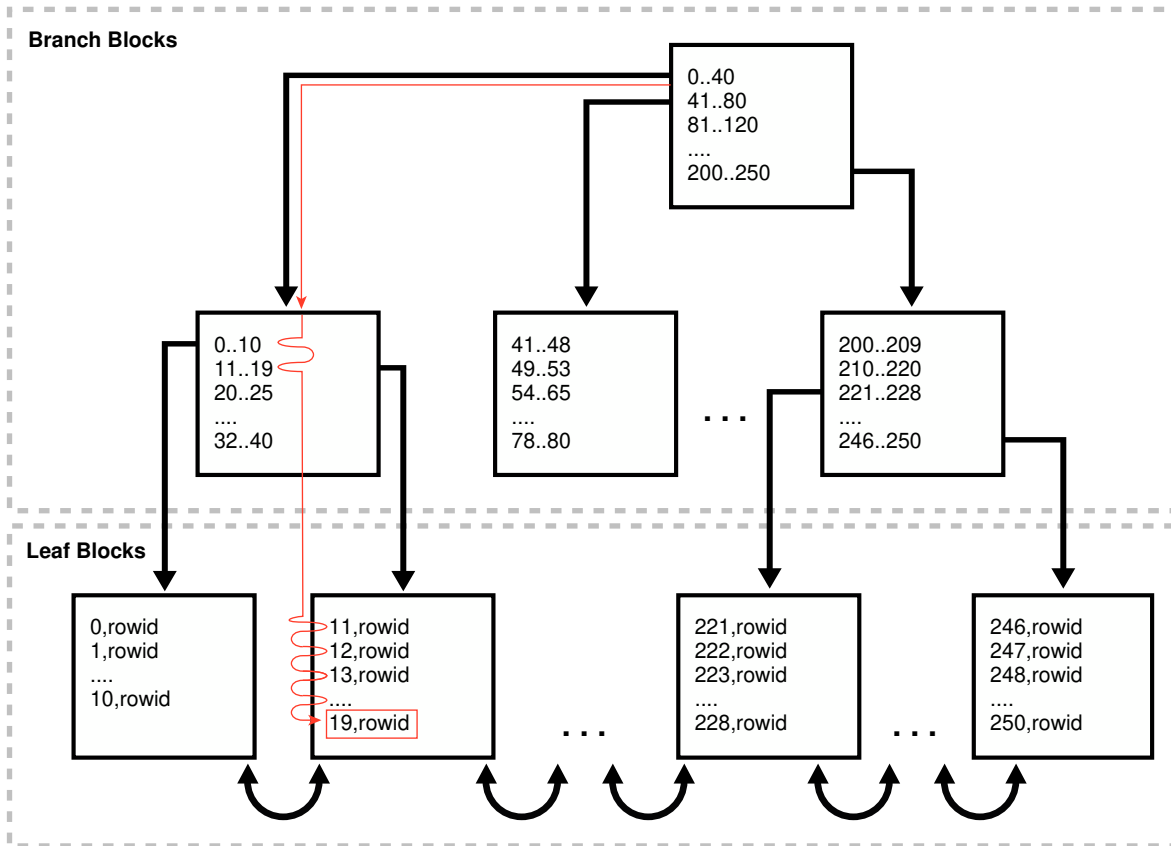 Branch Blocks
0..40
41..80
81..120
....
200..250
0..10
11..19
20..25
....
32..40
41..48
49..53
54..65
....
78..80
...
200..209
210..220
221..228
....
246..250
Leaf Blocks
0,rowid
1,rowid
....
10,rowid
11,rowid
12,rowid
13,rowid
....
19,rowid
...
221,rowid
222,rowid
223,rowid
....
228,rowid
...
246,rowid
247,rowid
248,rowid
....
250,rowid